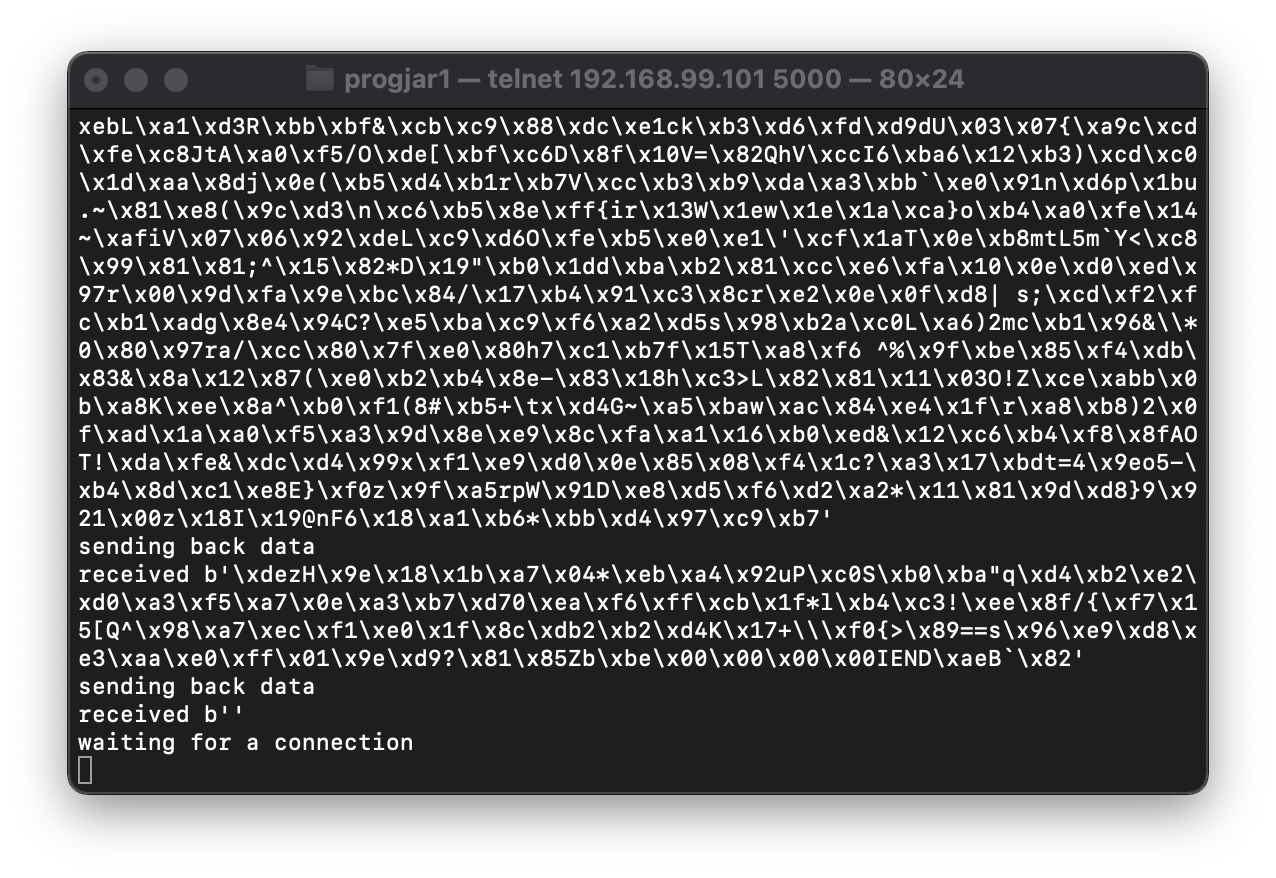 progjar1 — telnet 192.168.99.101 5000 — 80×24
xebL\xa1\xd3R\xbb\xbf&\xcb\xc9\x88\xdc\xe1ck\xb3\xd6\xfd\xd9dU\x03\x07{\xa9c\xcd
\xfe\xc8JtA\xa0\xf5/O\xde[\xbf\xc6D\x8f\x10V=\x82QhV\xccI6\xba6\x12\xb3)\xcd\xc0
\x1d\xaa\x8dj\x0e(\xb5\xd4\xb1r\xb7V\xcc\xb3\xb9\xda\xa3\xbb`\xe0\x91n\xd6p\x1bu
.~\x81\xe8(\x9c\xd3\n\xc6\xb5\x8e\xff{ir\x13W\x1ew\x1e\x1a\xca}o\xb4\xa0\xfe\x14
~\xafiV\x07\x06\x92\xdeL\xc9\xd6O\xfe\xb5\xe0\xe1\'\xcf\x1aT\x0e\xb8mtL5m`Y<\xc8
\x99\x81\x81;^\x15\x82*D\x19"\xb0\x1dd\xba\xb2\x81\xcc\xe6\xfa\x10\x0e\xd0\xed\x
97r\x00\x9d\xfa\x9e\xbc\x84/\x17\xb4\x91\xc3\x8cr\xe2\x0e\x0f\xd8| s;\xcd\xf2\xf
c\xb1\xadg\x8e4\x94C?\xe5\xba\xc9\xf6\xa2\xd5s\x98\xb2a\xc0L\xa6)2mc\xb1\x96&\\*
0\x80\x97ra/\xcc\x80\x7f\xe0\x80h7\xc1\xb7f\x15T\xa8\xf6 ^%\x9f\xbe\x85\xf4\xdb\
x83&\x8a\x12\x87(\xe0\xb2\xb4\x8e-\x83\x18h\xc3>L\x82\x81\x11\x03O!Z\xce\xabb\x0
b\xa8K\xee\x8a^\xb0\xf1(8#\xb5+\tx\xd4G~\xa5\xbaw\xac\x84\xe4\x1f\r\xa8\xb8)2\x0
f\xad\x1a\xa0\xf5\xa3\x9d\x8e\xe9\x8c\xfa\xa1\x16\xb0\xed&\x12\xc6\xb4\xf8\x8fAO
T!\xda\xfe&\xdc\xd4\x99x\xf1\xe9\xd0\x0e\x85\x08\xf4\x1c?\xa3\x17\xbdt=4\x9eo5-\
xb4\x8d\xc1\xe8E}\xf0z\x9f\xa5rpW\x91D\xe8\xd5\xf6\xd2\xa2*\x11\x81\x9d\xd8}9\x9
21\x00z\x18I\x19@nF6\x18\xa1\xb6*\xbb\xd4\x97\xc9\xb7'
sending back data
received b'\xdezH\x9e\x18\x1b\xa7\x04*\xeb\xa4\x92uP\xc0S\xb0\xba"q\xd4\xb2\xe2\
xd0\xa3\xf5\xa7\x0e\xa3\xb7\xd70\xea\xf6\xff\xcb\x1f*l\xb4\xc3!\xee\x8f/{\xf7\x1
5[Q^\x98\xa7\xec\xf1\xe0\x1f\x8c\xdb2\xb2\xd4K\x17+\\\xf0{>\x89==s\x96\xe9\xd8\x
e3\xaa\xe0\xff\x01\x9e\xd9?\x81\x85Zb\xbe\x00\x00\x00\x00IEND\xaeB`\x82'
sending back data
received b''
waiting for a connection